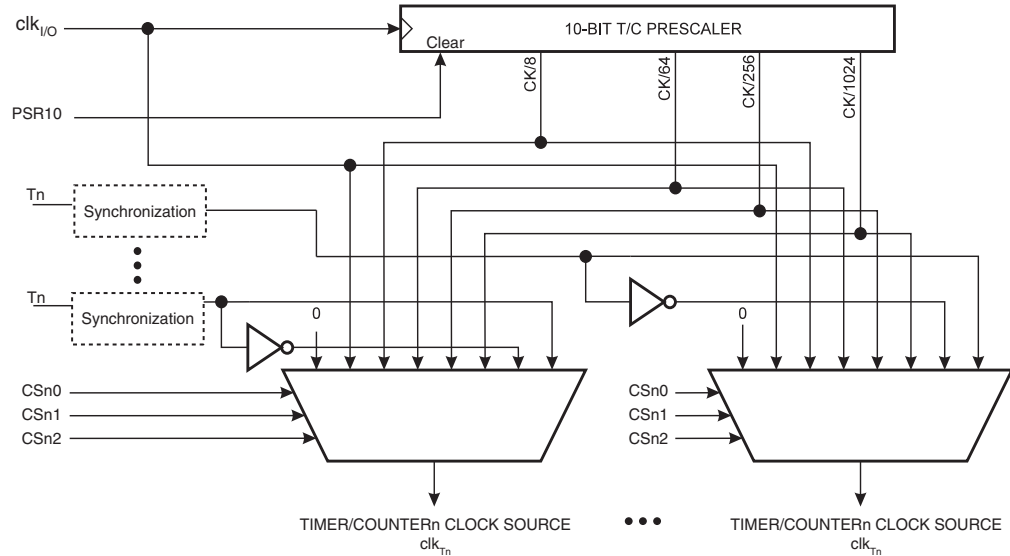 clkI/O
10-BIT T/C PRESCALER
Clear
CK/8
CK/64
CK/256
CK/1024
PSR10
Tn
Synchronization
Tn
Synchronization
0
0
CSn0
CSn1
CSn2
CSn0
CSn1
CSn2
TIMER/COUNTERn CLOCK SOURCE
clkTn
TIMER/COUNTERn CLOCK SOURCE
clkTn